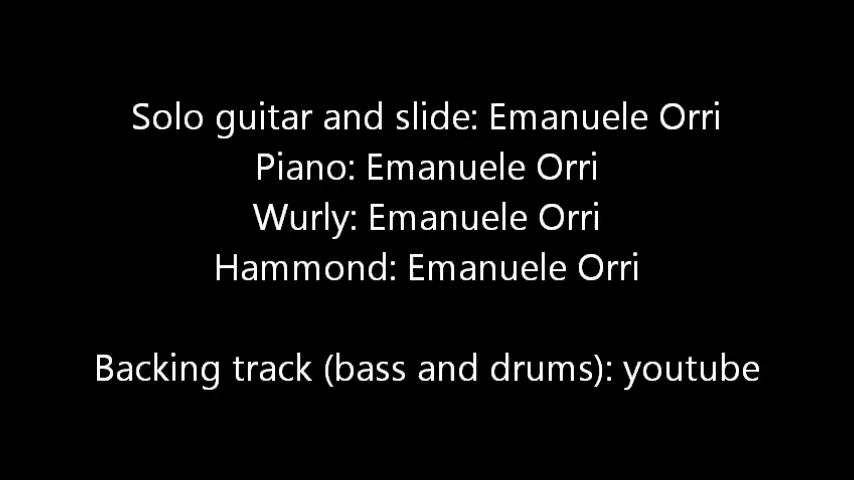 Solo guitar and slide: Emanuele Orri
Piano: Emanuele Orri
Wurly: Emanuele Orri
Hammond: Emanuele Orri
Backing track (bass and drums): youtube